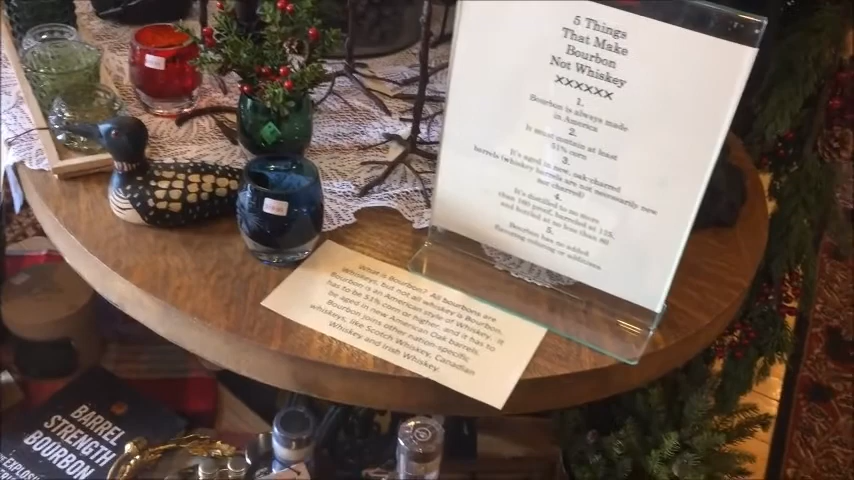 5 Things
That Make
Bourbon
Not Whiskey
xxxxxx
1.
Bourbon is always made
in America
2.
It must contain at least
51% corn
3.
It's aged in new, oak charred
barrels (whiskey barrels are not necessarily new
nor charred)
4.
It's distilled to no more
than 160 proof, barreled at 125,
and bottled at no less than 80
5.
Bourbon has no added
flavoring coloring or additives
What is Bourbon? All bourbons are
Whiskey, but not all whiskey is Bourbon.
Bourbon is an American style of Whiskey. It
has to be 51% corn or higher, and it has to
be aged in new American Oak barrels.
Bourbon joins other nation-specific
whiskeys, like Scotch Whiskey, Canadian
Whiskey and Irish Whiskey.
BARREL
STRENGTH
BOURBON